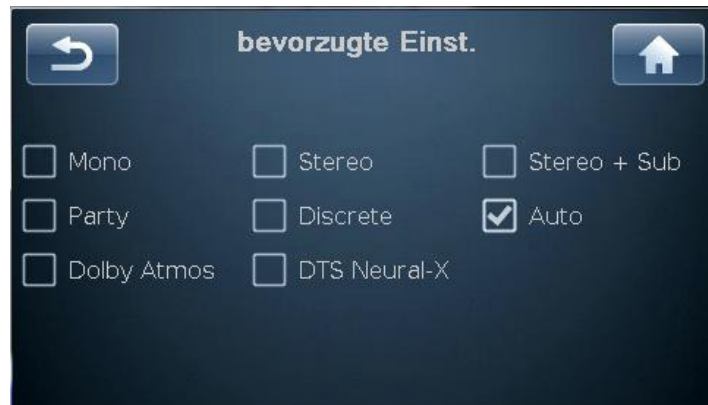 bevorzugte Einst.
Mono Stereo Stereo + Sub
Party Discrete Auto
Dolby Atmos DTS Neural-X